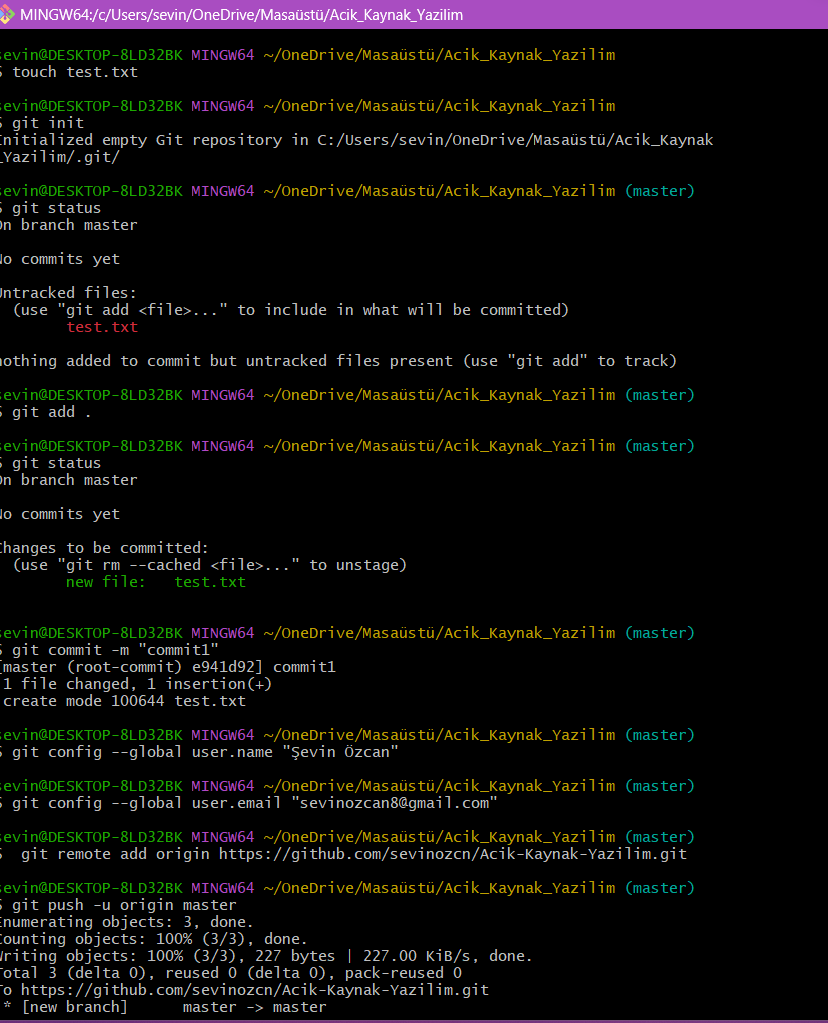 MINGW64:/c/Users/sevin/OneDrive/Masaüstü/Acik_Kaynak_Yazilim
sevin@DESKTOP-8LD32BK MINGW64 ~/OneDrive/Masaüstü/Acik_Kaynak_Yazilim
$ touch test.txt
sevin@DESKTOP-8LD32BK MINGW64 ~/OneDrive/Masaüstü/Acik_Kaynak_Yazilim
$ git init
Initialized empty Git repository in C:/Users/sevin/OneDrive/Masaüstü/Acik_Kaynak
_Yazilim/.git/
sevin@DESKTOP-8LD32BK MINGW64 ~/OneDrive/Masaüstü/Acik_Kaynak_Yazilim (master)
$ git status
On branch master
No commits yet
Untracked files:
(use "git add <file>..." to include in what will be committed)
test.txt
nothing added to commit but untracked files present (use "git add" to track)
sevin@DESKTOP-8LD32BK MINGW64 ~/OneDrive/Masaüstü/Acik_Kaynak_Yazilim (master)
$ git add .
sevin@DESKTOP-8LD32BK MINGW64 ~/OneDrive/Masaüstü/Acik_Kaynak_Yazilim (master)
$ git status
On branch master
No commits yet
Changes to be committed:
(use "git rm --cached <file>..." to unstage)
new file:   test.txt
sevin@DESKTOP-8LD32BK MINGW64 ~/OneDrive/Masaüstü/Acik_Kaynak_Yazilim (master)
$ git commit -m "commit1"
[master (root-commit) e941d92] commit1
1 file changed, 1 insertion(+)
create mode 100644 test.txt
sevin@DESKTOP-8LD32BK MINGW64 ~/OneDrive/Masaüstü/Acik_Kaynak_Yazilim (master)
$ git config --global user.name "Şevin Özcan"
sevin@DESKTOP-8LD32BK MINGW64 ~/OneDrive/Masaüstü/Acik_Kaynak_Yazilim (master)
$ git config --global user.email "sevinozcan8@gmail.com"
sevin@DESKTOP-8LD32BK MINGW64 ~/OneDrive/Masaüstü/Acik_Kaynak_Yazilim (master)
$  git remote add origin https://github.com/sevinozcn/Acik-Kaynak-Yazilim.git
sevin@DESKTOP-8LD32BK MINGW64 ~/OneDrive/Masaüstü/Acik_Kaynak_Yazilim (master)
$ git push -u origin master
Enumerating objects: 3, done.
Counting objects: 100% (3/3), done.
Writing objects: 100% (3/3), 227 bytes | 227.00 KiB/s, done.
Total 3 (delta 0), reused 0 (delta 0), pack-reused 0
To https://github.com/sevinozcn/Acik-Kaynak-Yazilim.git
* [new branch]      master -> master